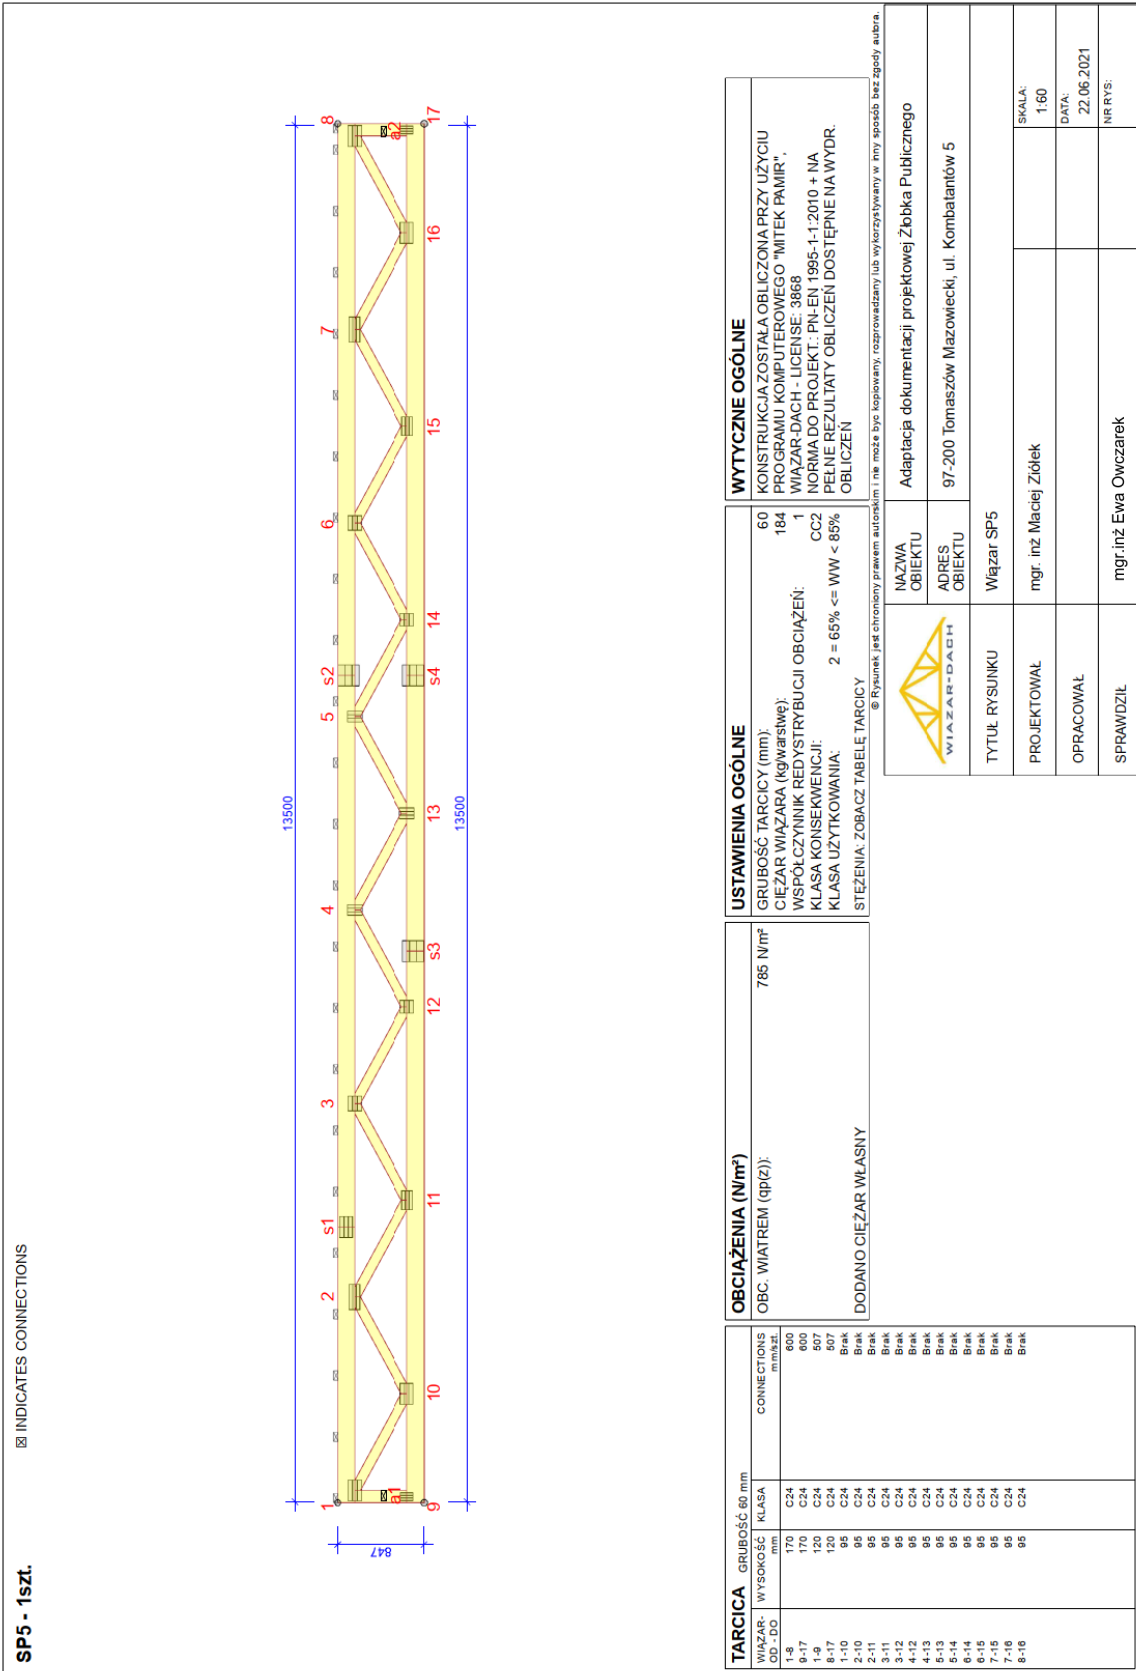 SP5 - 1szt.
☒ INDICATES CONNECTIONS
13500
1
2
s1
3
4
5
s2
6
7
8
847
a1
a2
9
10
11
12
s3
13
14
s4
15
16
17
13500
TARCICA GRUBOŚĆ 60 mm
WIĄZAR- OD - DO WYSOKOŚĆ mm KLASA CONNECTIONS mm/szt.
1-8 170 C24 600
9-17 170 C24 600
1-9 120 C24 507
8-17 120 C24 507
1-10 95 C24 Brak
2-10 95 C24 Brak
2-11 95 C24 Brak
3-11 95 C24 Brak
3-12 95 C24 Brak
4-12 95 C24 Brak
4-13 95 C24 Brak
5-13 95 C24 Brak
5-14 95 C24 Brak
6-14 95 C24 Brak
6-15 95 C24 Brak
7-15 95 C24 Brak
7-16 95 C24 Brak
8-16 95 C24 Brak
OBCIĄŻENIA (N/m²)
OBC. WIATREM (qp(z)): 785 N/m²
DODANO CIĘŻAR WŁASNY
USTAWIENIA OGÓLNE
GRUBOŚĆ TARCICY (mm): 60
CIĘŻAR WIĄZARA (kg/warstwę): 184
WSPÓŁCZYNNIK REDYSTRYBUCJI OBCIĄŻEŃ: 1
KLASA KONSEKWENCJI: CC2
KLASA UŻYTKOWANIA: 2 = 65% <= WW < 85%
STĘŻENIA: ZOBACZ TABELĘ TARCICY
WYTYCZNE OGÓLNE
KONSTRUKCJA ZOSTAŁA OBLICZONA PRZY UŻYCIU
PROGRAMU KOMPUTEROWEGO "MITEK PAMIR",
WIĄZAR-DACH - LICENSE: 3868
NORMA DO PROJEKT.: PN-EN 1995-1-1:2010 + NA
PEŁNE REZULTATY OBLICZEŃ DOSTĘPNE NA WYDR.
OBLICZEŃ
© Rysunek jest chroniony prawem autorskim i nie może być kopiowany, rozprowadzany lub wykorzystywany w inny sposób bez zgody autora.
WIAZAR-DACH
NAZWA OBIEKTU Adaptacja dokumentacji projektowej Żłobka Publicznego
ADRES OBIEKTU 97-200 Tomaszów Mazowiecki, ul. Kombatantów 5
TYTUŁ RYSUNKU Wiązar SP5
PROJEKTOWAŁ mgr. inż Maciej Ziółek
SKALA: 1:60
OPRACOWAŁ
DATA: 22.06.2021
SPRAWDZIŁ mgr.inż Ewa Owczarek
NR RYS: